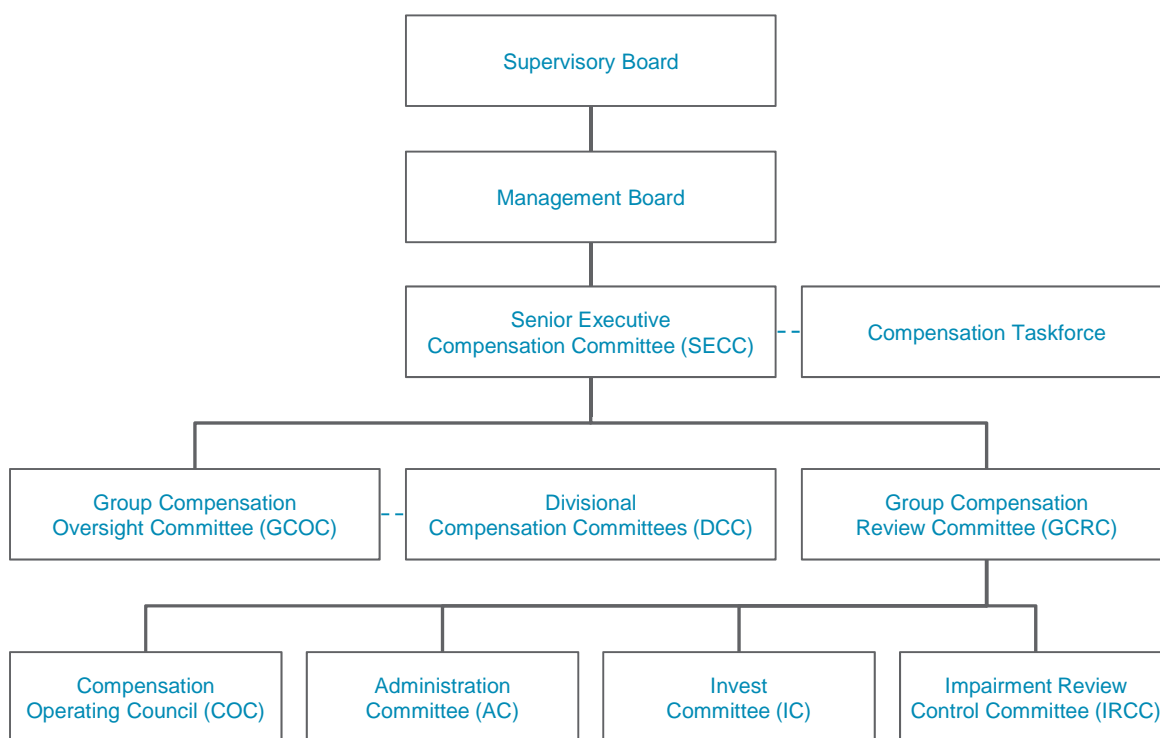 Supervisory Board
Management Board
Senior Executive
Compensation Committee (SECC)
Compensation Taskforce
Group Compensation
Oversight Committee (GCOC)
Divisional
Compensation Committees (DCC)
Group Compensation
Review Committee (GCRC)
Compensation
Operating Council (COC)
Administration
Committee (AC)
Invest
Committee (IC)
Impairment Review
Control Committee (IRCC)